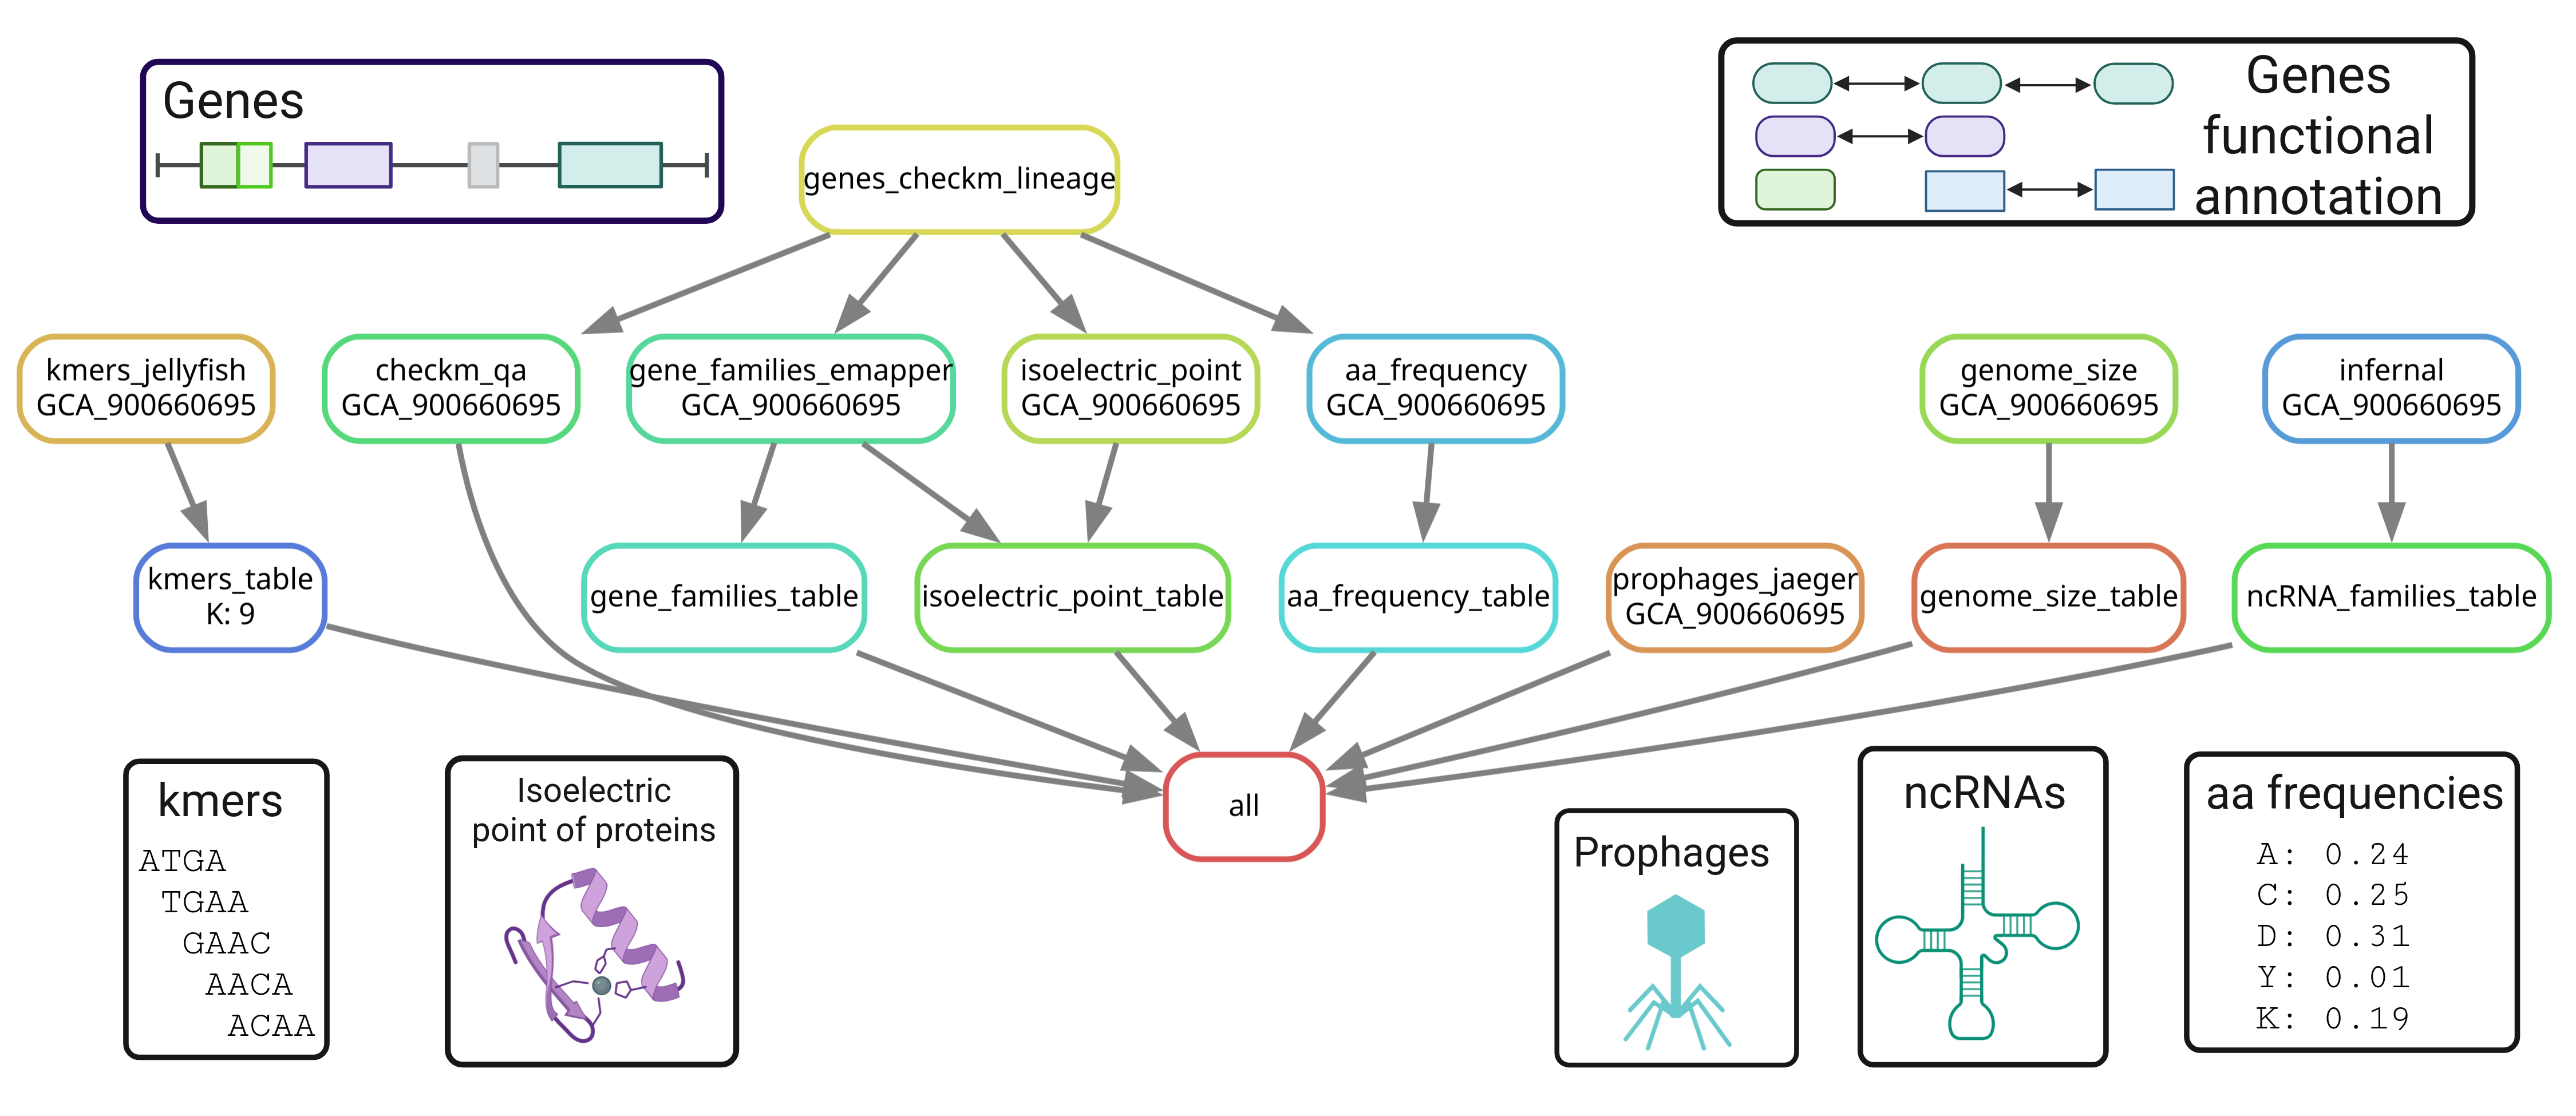 Genes
Genes
functional
annotation
genes_checkm_lineage
kmers_jellyfish
GCA_900660695
checkm_qa
GCA_900660695
gene_families_emapper
GCA_900660695
isoelectric_point
GCA_900660695
aa_frequency
GCA_900660695
genome_size
GCA_900660695
infernal
GCA_900660695
kmers_table
K: 9
gene_families_table
isoelectric_point_table
aa_frequency_table
prophages_jaeger
GCA_900660695
genome_size_table
ncRNA_families_table
all
kmers
ATGA
TGAA
GAAC
AACA
ACAA
Isoelectric
point of proteins
Prophages
ncRNAs
aa frequencies
A: 0.24
C: 0.25
D: 0.31
Y: 0.01
K: 0.19